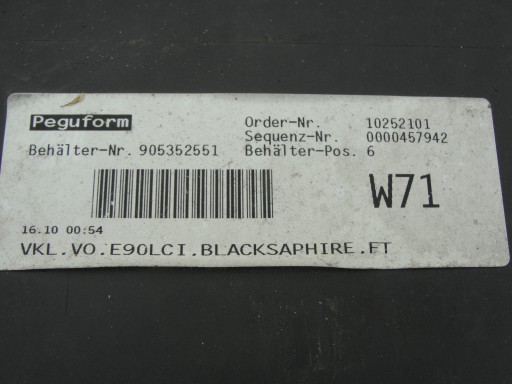 Peguform
Order-Nr. 10252101
Sequenz-Nr. 0000457942
Behälter-Nr. 905352551 Behälter-Pos. 6
W71
16.10 00:54
VKL.VO.E90LCI.BLACKSAPHIRE.FT